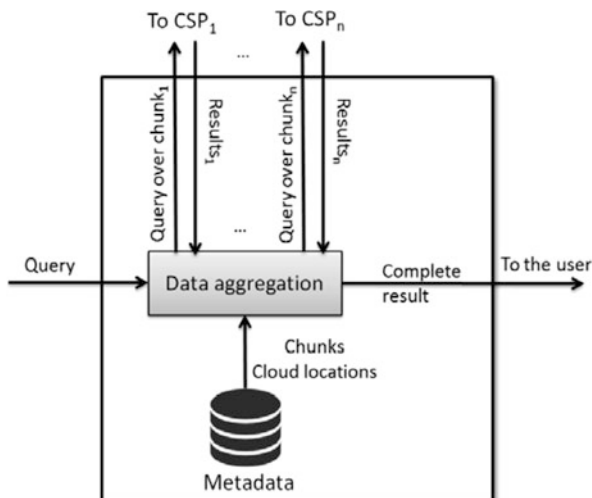 To CSP₁
To CSPₙ
...
Query over chunk₁
Results₁
Query over chunkₙ
Resultsₙ
...
Query
Data aggregation
Complete
result
To the user
Chunks
Cloud locations
Metadata